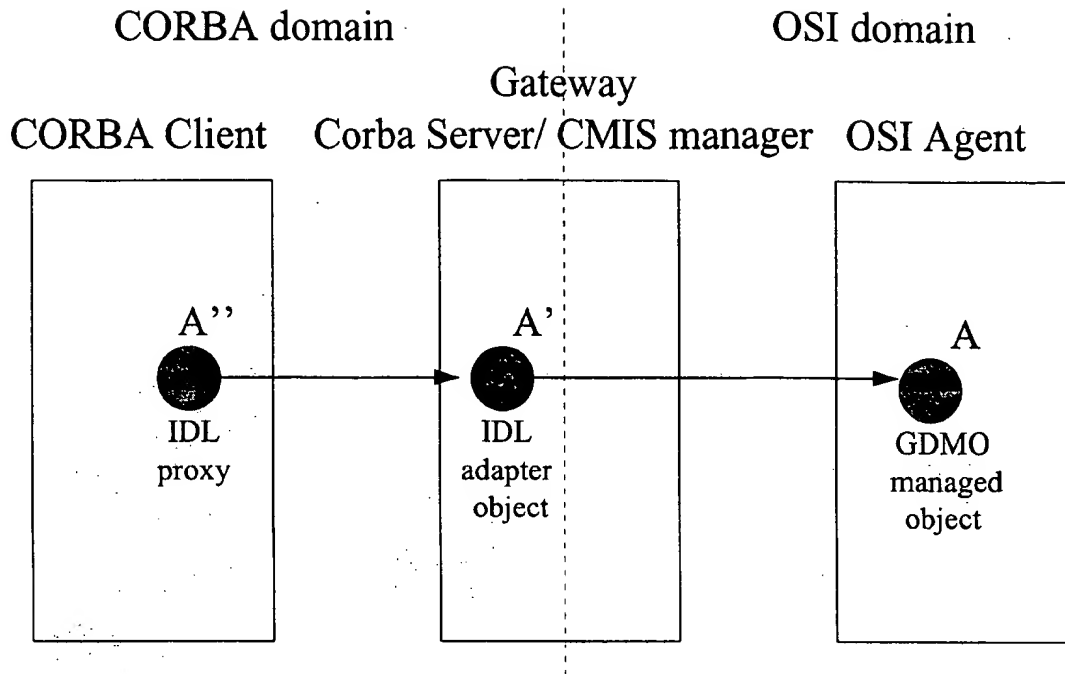 CORBA domain
OSI domain
Gateway
CORBA Client
Corba Server/ CMIS manager
OSI Agent
A''
IDL
proxy
A'
IDL
adapter
object
A
GDMO
managed
object